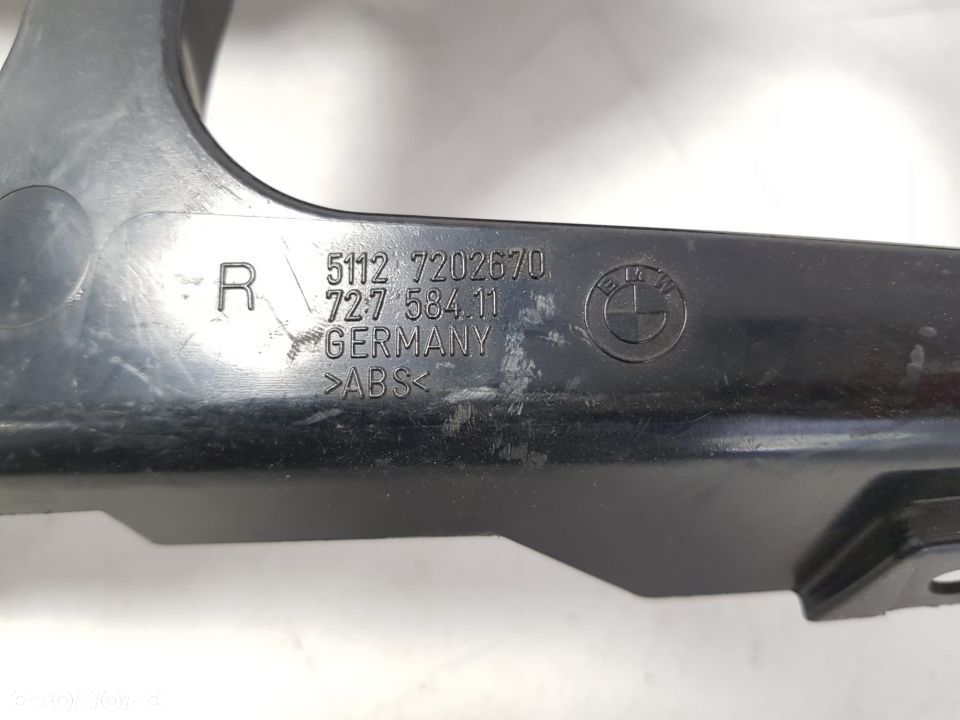 R
5112 7202670
727 584.11
GERMANY
>ABS<
BMW